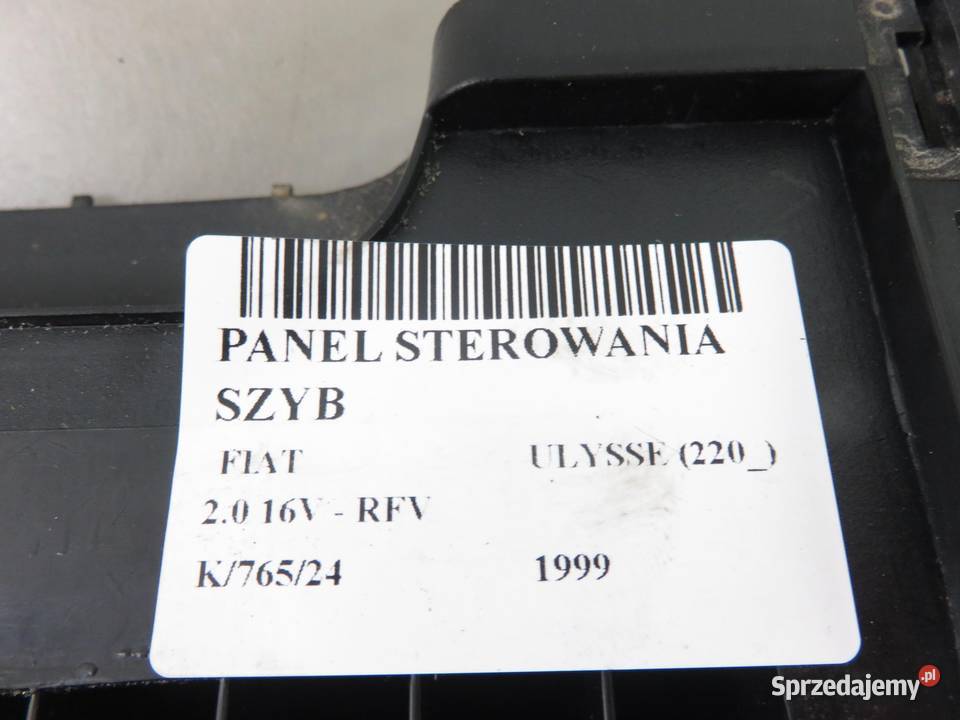 PANEL STEROWANIA
SZYB
FIAT ULYSSE (220_)
2.0 16V - RFV
K/765/24 1999
Sprzedajemy.pl